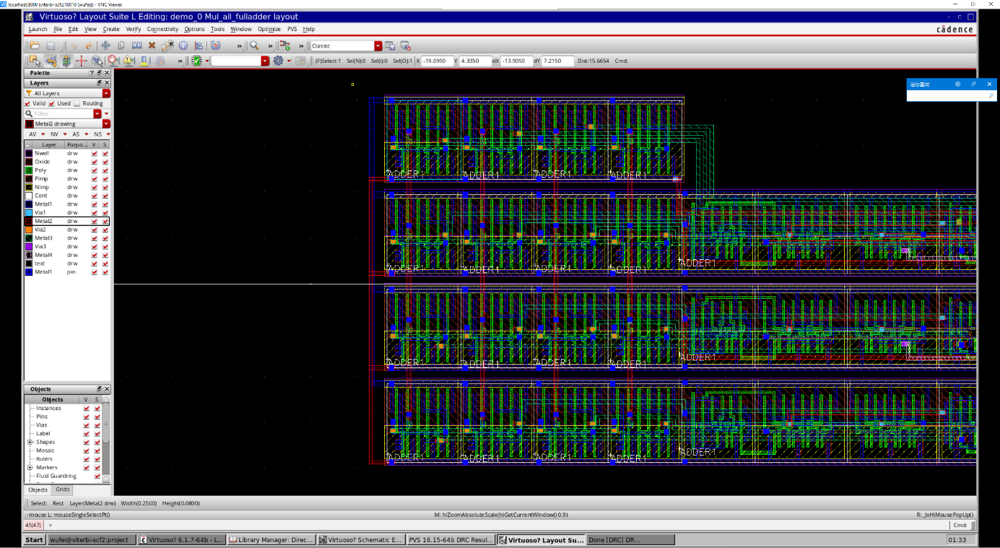 localhost:8000 (viterbi-scf2:10010 (wufei)) - VNC Viewer
Virtuoso? Layout Suite L Editing: demo_0 Mul_all_fulladder layout
Launch File Edit View Create Verify Connectivity Options Tools Window Optimize PVS Help
cādence
» » » Classic
» (F)Select:1 Sel(N):0 Sel(I):0 Sel(O):1 X -19.0950 Y 4.3350 dX -13.9050 dY 7.2150 Dist:15.6654 Cmd:
Palette
Layers
All Layers
Valid Used Routing
Filter
Metal2 drawing
AV NV AS NS
Layer Purpo... V S
Nwell drw
Oxide drw
Poly drw
Pimp drw
Nimp drw
Cont drw
Metal1 drw
Via1 drw
Metal2 drw
Via2 drw
Metal3 drw
Via3 drw
Metal4 drw
text drw
Metal1 pin
迷你查词
ADDER1 ADDER1 ADDER1 ADDER1
ADDER1 ADDER1 ADDER1 ADDER1 ADDER1
ADDER1 ADDER1 ADDER1 ADDER1 ADDER1
ADDER1 ADDER1 ADDER1 ADDER1 ADDER1
Objects
Objects V S
Instances
Pins
Vias
Label
Shapes
Mosaic
Rulers
Markers
Fluid Guardring
Objects Grids
Select: Rect Layer(Metal2 drw) Width(0.2500) Height(0.0800)
mouse L: mouseSingleSelectPt() M: hiZoomAbsoluteScale(hiGetCurrentWindow() 0.9) R: _lxHiMousePopUp()
41(47) > Cmd:
Start wufei@viterbi-scf2:project Virtuoso? 6.1.7-64b - L... Library Manager: Direc... Virtuoso? Schematic E... PVS 16.15-64b DRC Resul... Virtuoso? Layout Su... Done [DRC] DR... 01:33